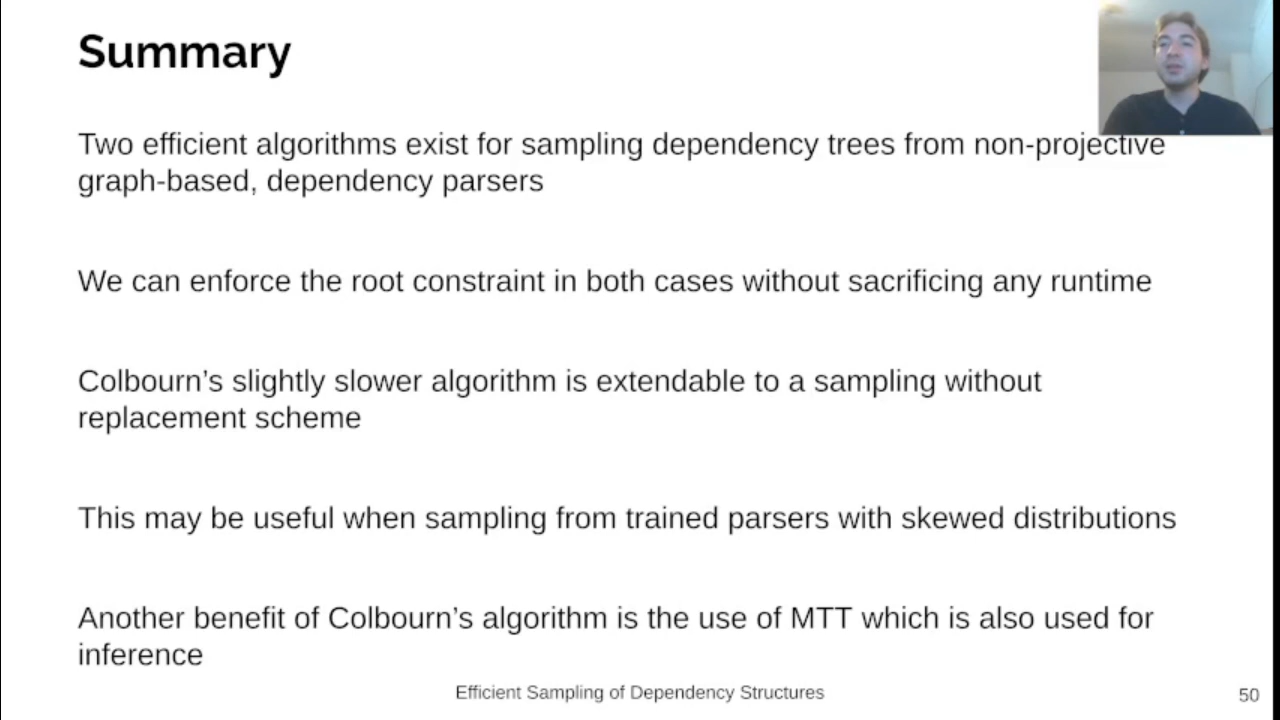 Summary
Two efficient algorithms exist for sampling dependency trees from non-projective
graph-based, dependency parsers
We can enforce the root constraint in both cases without sacrificing any runtime
Colbourn’s slightly slower algorithm is extendable to a sampling without
replacement scheme
This may be useful when sampling from trained parsers with skewed distributions
Another benefit of Colbourn’s algorithm is the use of MTT which is also used for
inference
Efficient Sampling of Dependency Structures
50